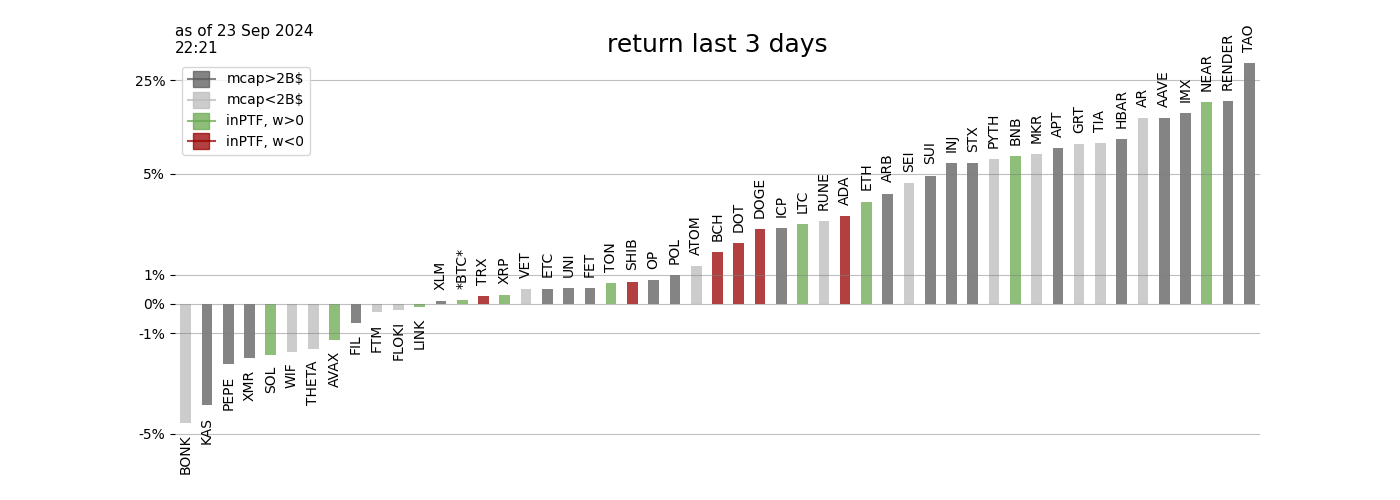 as of 23 Sep 2024
22:21
return last 3 days
mcap>2B$
mcap<2B$
inPTF, w>0
inPTF, w<0
25%
5%
1%
0%
-1%
-5%
BONK
KAS
PEPE
XMR
SOL
WIF
THETA
AVAX
FIL
FTM
FLOKI
LINK
XLM
*BTC*
TRX
XRP
VET
ETC
UNI
FET
TON
SHIB
OP
POL
ATOM
BCH
DOT
DOGE
ICP
LTC
RUNE
ADA
ETH
ARB
SEI
SUI
INJ
STX
PYTH
BNB
MKR
APT
GRT
TIA
HBAR
AR
AAVE
IMX
NEAR
RENDER
TAO